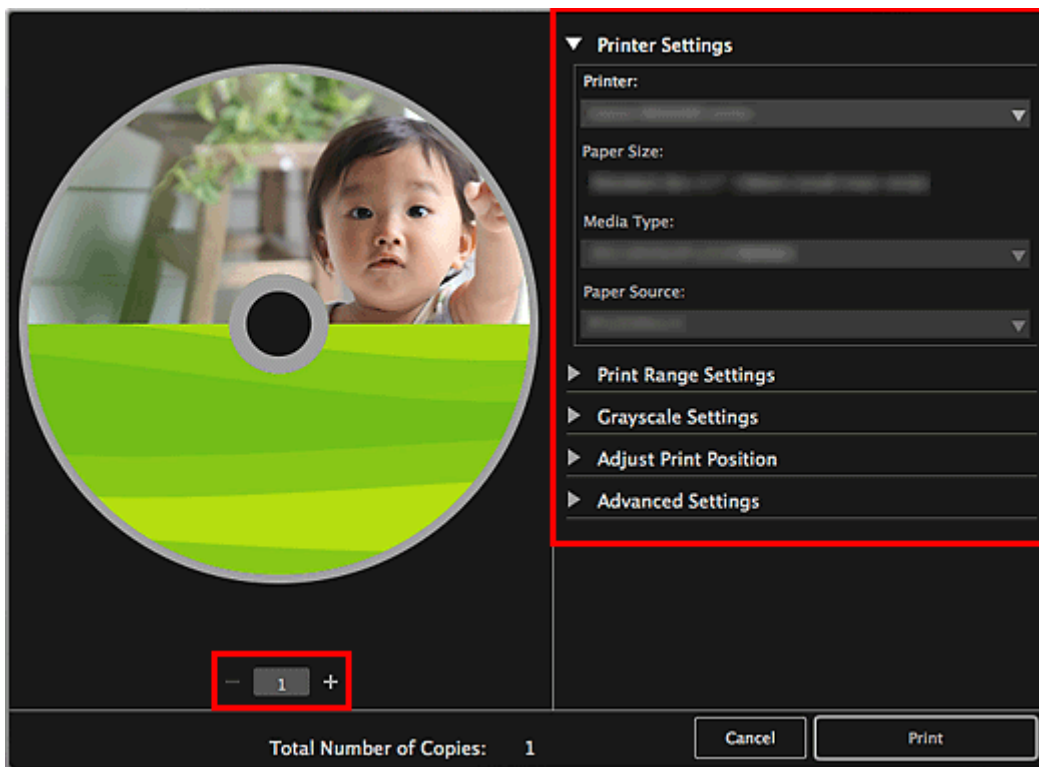 Printer Settings
Printer:
Paper Size:
Media Type:
Paper Source:
Print Range Settings
Grayscale Settings
Adjust Print Position
Advanced Settings
1
Total Number of Copies: 1
Cancel
Print